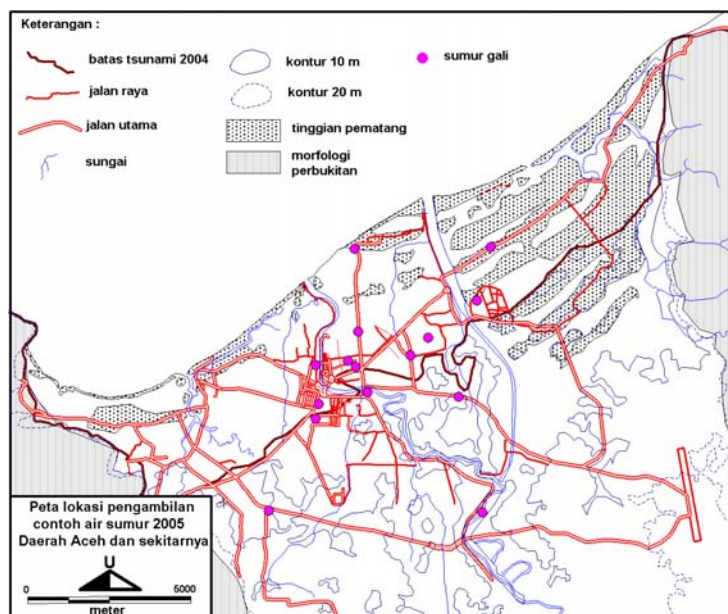 Keterangan :
batas tsunami 2004
kontur 10 m
sumur gali
jalan raya
kontur 20 m
jalan utama
tinggian pematang
sungai
morfologi
perbukitan
Peta lokasi pengambilan
contoh air sumur 2005
Daerah Aceh dan sekitarnya
U
0 5000
meter